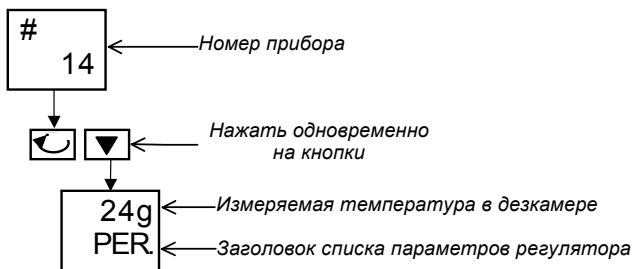 #
14
Номер прибора
Нажать одновременно
на кнопки
24g
PER.
Измеряемая температура в дезкамере
Заголовок списка параметров регулятора